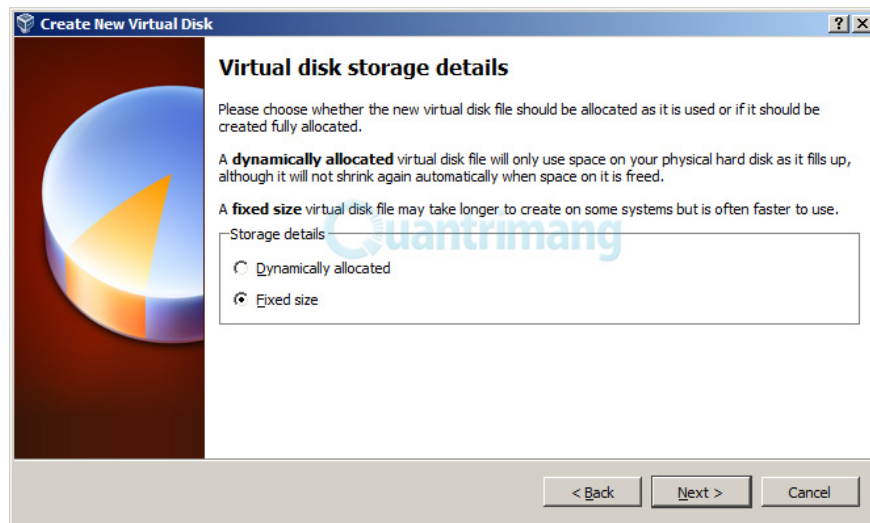 Create New Virtual Disk
Virtual disk storage details
Please choose whether the new virtual disk file should be allocated as it is used or if it should be
created fully allocated.
A dynamically allocated virtual disk file will only use space on your physical hard disk as it fills up,
although it will not shrink again automatically when space on it is freed.
A fixed size virtual disk file may take longer to create on some systems but is often faster to use.
Quantrimang
Storage details
Dynamically allocated
Fixed size
< Back
Next >
Cancel